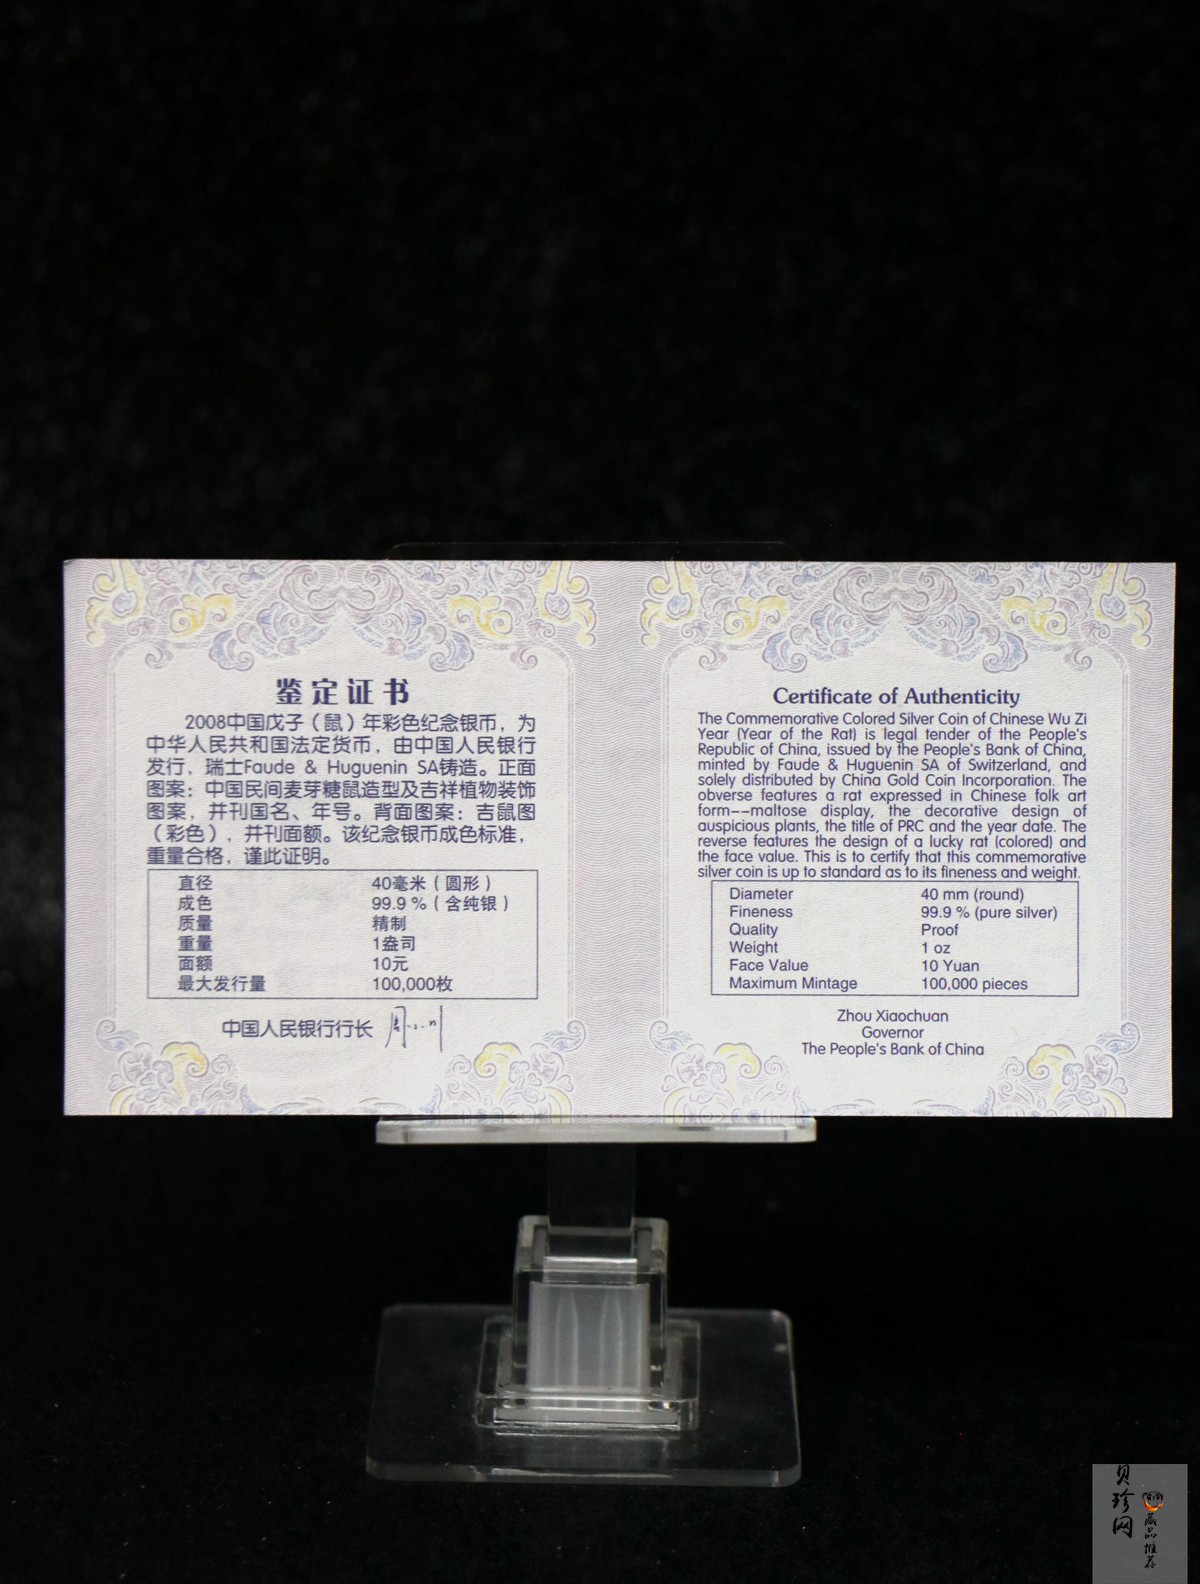 鉴定证书
2008中国戊子（鼠）年彩色纪念银币，为
中华人民共和国法定货币，由中国人民银行
发行，瑞士Faude & Huguenin SA铸造。正面
图案：中国民间麦芽糖鼠造型及吉祥植物装饰
图案，并刊国名、年号。背面图案：吉鼠图
（彩色），并刊面额。该纪念银币成色标准，
重量合格，谨此证明。
直径 40毫米（圆形）
成色 99.9 %（含纯银）
质量 精制
重量 1盎司
面额 10元
最大发行量 100,000枚
中国人民银行行长
Certificate of Authenticity
The Commemorative Colored Silver Coin of Chinese Wu Zi
Year (Year of the Rat) is legal tender of the People's
Republic of China, issued by the People's Bank of China,
minted by Faude & Huguenin SA of Switzerland, and
solely distributed by China Gold Coin Incorporation. The
obverse features a rat expressed in Chinese folk art
form--maltose display, the decorative design of
auspicious plants, the title of PRC and the year date. The
reverse features the design of a lucky rat (colored) and
the face value. This is to certify that this commemorative
silver coin is up to standard as to its fineness and weight.
Diameter 40 mm (round)
Fineness 99.9 % (pure silver)
Quality Proof
Weight 1 oz
Face Value 10 Yuan
Maximum Mintage 100,000 pieces
Zhou Xiaochuan
Governor
The People's Bank of China
贝珍网
藏品推荐